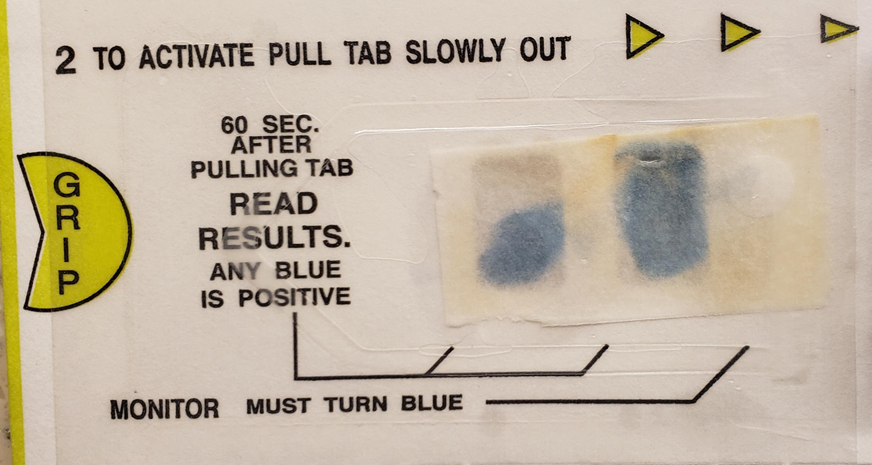 2 TO ACTIVATE PULL TAB SLOWLY OUT
60 SEC.
AFTER
PULLING TAB
READ
RESULTS.
ANY BLUE
IS POSITIVE
GRIP
MONITOR MUST TURN BLUE